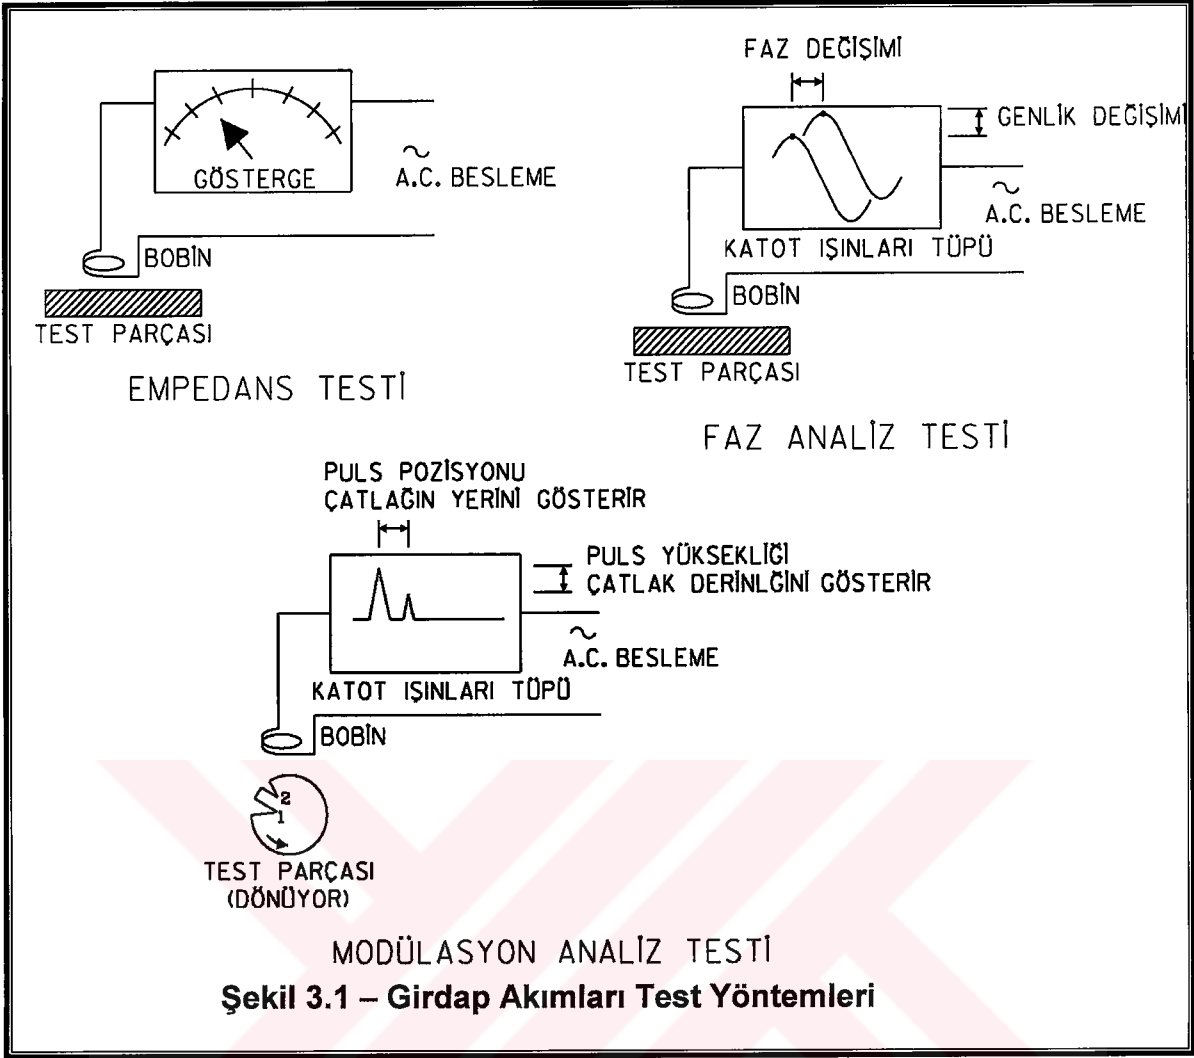 GÖSTERGE
A.C. BESLEME
BOBİN
TEST PARÇASI
EMPEDANS TESTİ
FAZ DEĞİŞİMİ
GENLİK DEĞİŞİMİ
A.C. BESLEME
KATOT IŞINLARI TÜPÜ
BOBİN
TEST PARÇASI
FAZ ANALİZ TESTİ
PULS POZİSYONU
ÇATLAĞIN YERİNİ GÖSTERİR
PULS YÜKSEKLİĞİ
ÇATLAK DERİNLĞİNİ GÖSTERİR
A.C. BESLEME
KATOT IŞINLARI TÜPÜ
BOBİN
2
1
TEST PARÇASI
(DÖNÜYOR)
MODÜLASYON ANALİZ TESTİ
Şekil 3.1 – Girdap Akımları Test Yöntemleri